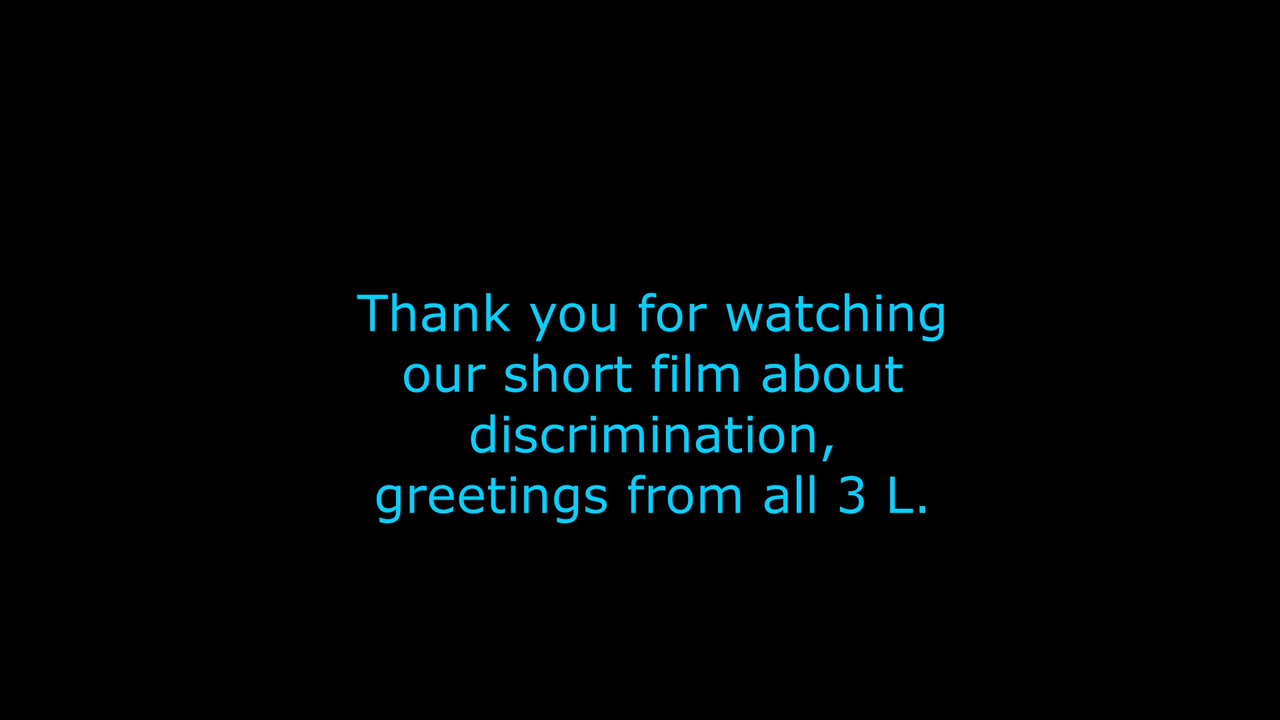 Thank you for watching
our short film about
discrimination,
greetings from all 3 L.